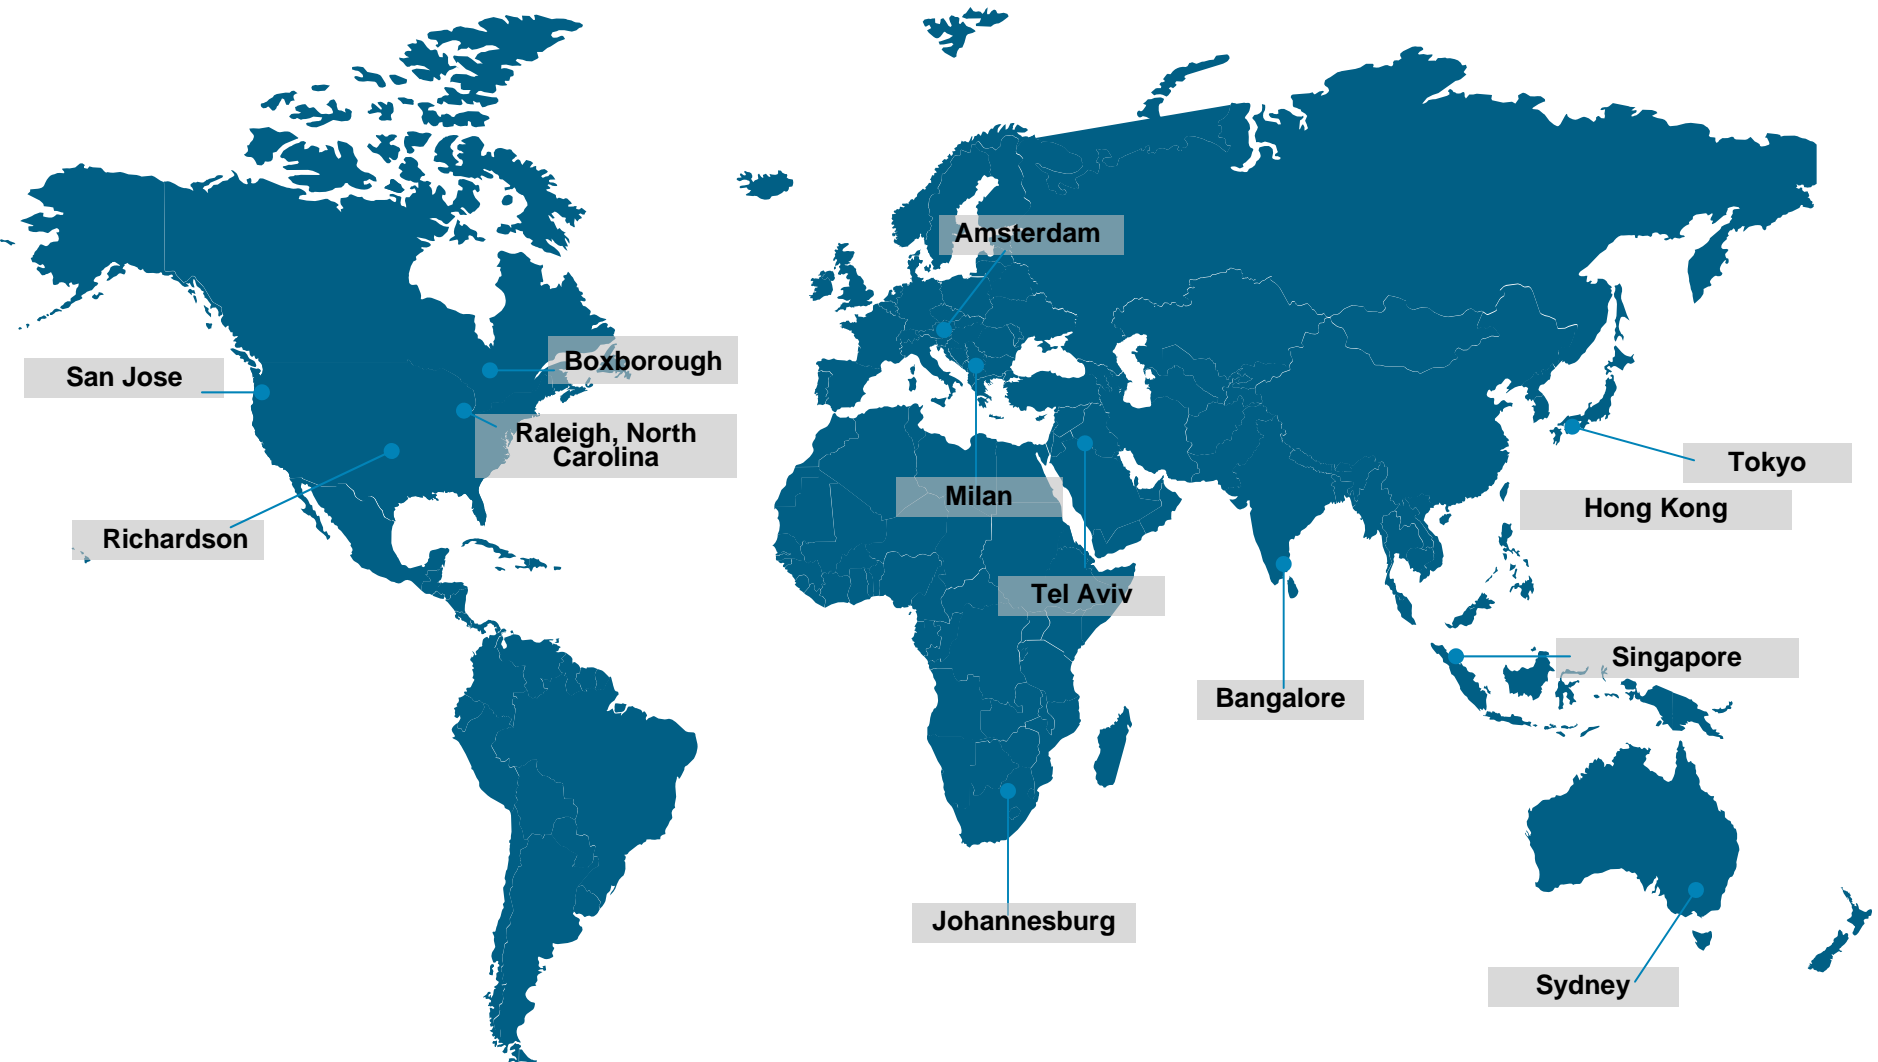 Amsterdam
Boxborough
San Jose
Raleigh, North
Carolina
Tokyo
Milan
Hong Kong
Richardson
Tel Aviv
Singapore
Bangalore
Johannesburg
Sydney